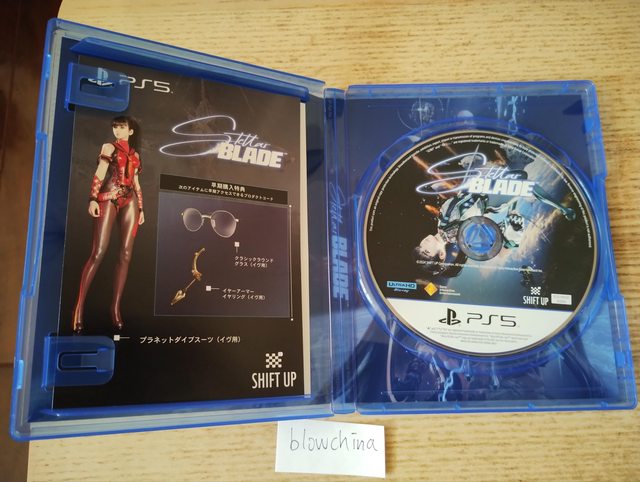 PS5
Stellar
BLADE
早期購入特典
次のアイテムに早期アクセスできるプロダクトコード
クラシックラウンド
グラス(イヴ用)
イヤーアーマー
イヤリング(イヴ用)
プラネットダイブスーツ(イヴ用)
SHIFT UP
Stellar BLADE
Stellar
BLADE
ULTRA HD
Blu-ray
Sony
Interactive
Entertainment
SHIFT UP
PS5
blowchina